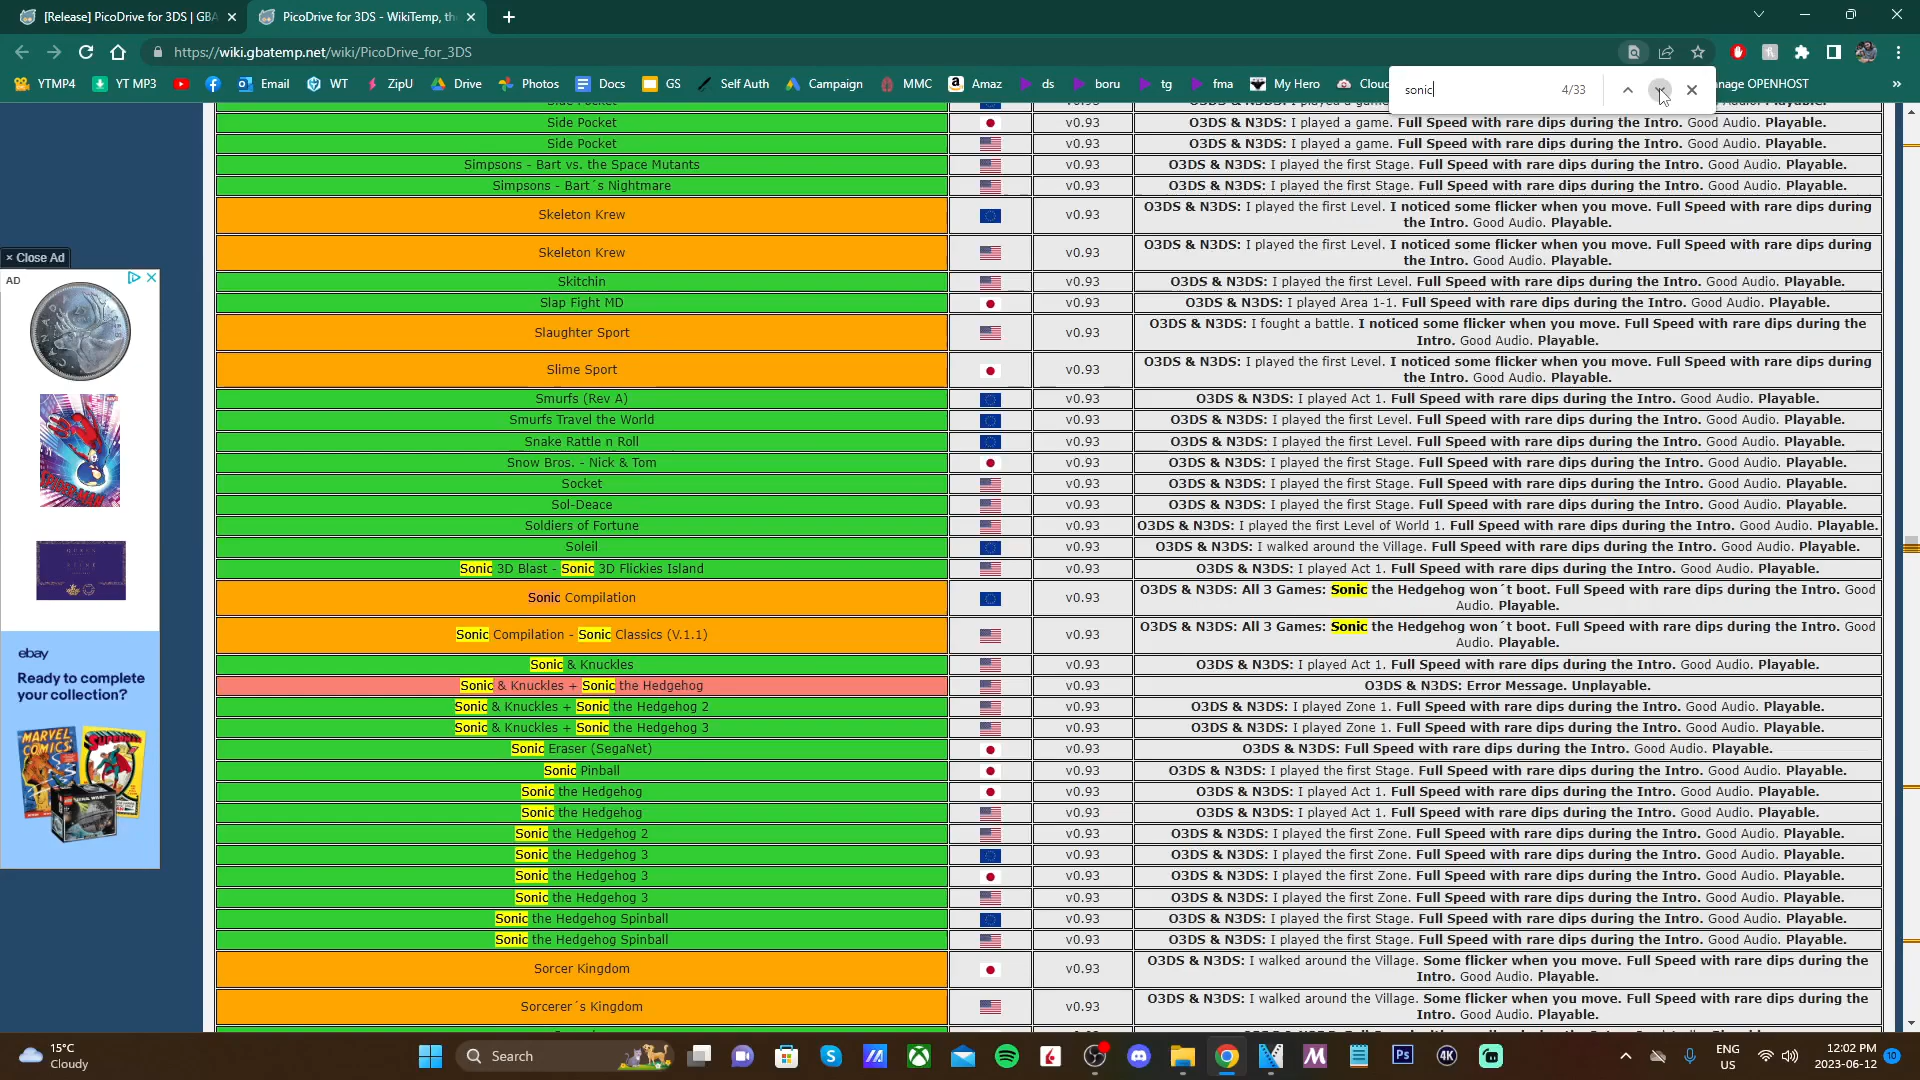 [Release] PicoDrive for 3DS | GBA
PicoDrive for 3DS - WikiTemp, the
https://wiki.gbatemp.net/wiki/PicoDrive_for_3DS
YTMP4
YT MP3
Email
WT
ZipU
Drive
Photos
Docs
GS
Self Auth
Campaign
MMC
Amaz
ds
boru
tg
fma
My Hero
Cloud
anage OPENHOST
»
sonic
4/33
Side Pocket v0.93 O3DS & N3DS: I played a game. Full Speed with rare dips during the Intro. Good Audio. Playable.
Side Pocket v0.93 O3DS & N3DS: I played a game. Full Speed with rare dips during the Intro. Good Audio. Playable.
Simpsons - Bart vs. the Space Mutants v0.93 O3DS & N3DS: I played the first Stage. Full Speed with rare dips during the Intro. Good Audio. Playable.
Simpsons - Bart´s Nightmare v0.93 O3DS & N3DS: I played the first Stage. Full Speed with rare dips during the Intro. Good Audio. Playable.
Skeleton Krew v0.93 O3DS & N3DS: I played the first Level. I noticed some flicker when you move. Full Speed with rare dips during
the Intro. Good Audio. Playable.
Skeleton Krew v0.93 O3DS & N3DS: I played the first Level. I noticed some flicker when you move. Full Speed with rare dips during
the Intro. Good Audio. Playable.
Skitchin v0.93 O3DS & N3DS: I played the first Level. Full Speed with rare dips during the Intro. Good Audio. Playable.
Slap Fight MD v0.93 O3DS & N3DS: I played Area 1-1. Full Speed with rare dips during the Intro. Good Audio. Playable.
Slaughter Sport v0.93 O3DS & N3DS: I fought a battle. I noticed some flicker when you move. Full Speed with rare dips during the
Intro. Good Audio. Playable.
Slime Sport v0.93 O3DS & N3DS: I played the first Level. I noticed some flicker when you move. Full Speed with rare dips during
the Intro. Good Audio. Playable.
Smurfs (Rev A) v0.93 O3DS & N3DS: I played Act 1. Full Speed with rare dips during the Intro. Good Audio. Playable.
Smurfs Travel the World v0.93 O3DS & N3DS: I played the first Level. Full Speed with rare dips during the Intro. Good Audio. Playable.
Snake Rattle n Roll v0.93 O3DS & N3DS: I played the first Level. Full Speed with rare dips during the Intro. Good Audio. Playable.
Snow Bros. - Nick & Tom v0.93 O3DS & N3DS: I played the first Stage. Full Speed with rare dips during the Intro. Good Audio. Playable.
Socket v0.93 O3DS & N3DS: I played the first Stage. Full Speed with rare dips during the Intro. Good Audio. Playable.
Sol-Deace v0.93 O3DS & N3DS: I played the first Stage. Full Speed with rare dips during the Intro. Good Audio. Playable.
Soldiers of Fortune v0.93 O3DS & N3DS: I played the first Level of World 1. Full Speed with rare dips during the Intro. Good Audio. Playable.
Soleil v0.93 O3DS & N3DS: I walked around the Village. Full Speed with rare dips during the Intro. Good Audio. Playable.
Sonic 3D Blast - Sonic 3D Flickies Island v0.93 O3DS & N3DS: I played Act 1. Full Speed with rare dips during the Intro. Good Audio. Playable.
Sonic Compilation v0.93 O3DS & N3DS: All 3 Games: Sonic the Hedgehog won´t boot. Full Speed with rare dips during the Intro. Good
Audio. Playable.
Sonic Compilation - Sonic Classics (V.1.1) v0.93 O3DS & N3DS: All 3 Games: Sonic the Hedgehog won´t boot. Full Speed with rare dips during the Intro. Good
Audio. Playable.
Sonic & Knuckles v0.93 O3DS & N3DS: I played Act 1. Full Speed with rare dips during the Intro. Good Audio. Playable.
Sonic & Knuckles + Sonic the Hedgehog v0.93 O3DS & N3DS: Error Message. Unplayable.
Sonic & Knuckles + Sonic the Hedgehog 2 v0.93 O3DS & N3DS: I played Zone 1. Full Speed with rare dips during the Intro. Good Audio. Playable.
Sonic & Knuckles + Sonic the Hedgehog 3 v0.93 O3DS & N3DS: I played Zone 1. Full Speed with rare dips during the Intro. Good Audio. Playable.
Sonic Eraser (SegaNet) v0.93 O3DS & N3DS: Full Speed with rare dips during the Intro. Good Audio. Playable.
Sonic Pinball v0.93 O3DS & N3DS: I played the first Stage. Full Speed with rare dips during the Intro. Good Audio. Playable.
Sonic the Hedgehog v0.93 O3DS & N3DS: I played Act 1. Full Speed with rare dips during the Intro. Good Audio. Playable.
Sonic the Hedgehog v0.93 O3DS & N3DS: I played Act 1. Full Speed with rare dips during the Intro. Good Audio. Playable.
Sonic the Hedgehog 2 v0.93 O3DS & N3DS: I played the first Zone. Full Speed with rare dips during the Intro. Good Audio. Playable.
Sonic the Hedgehog 3 v0.93 O3DS & N3DS: I played the first Zone. Full Speed with rare dips during the Intro. Good Audio. Playable.
Sonic the Hedgehog 3 v0.93 O3DS & N3DS: I played the first Zone. Full Speed with rare dips during the Intro. Good Audio. Playable.
Sonic the Hedgehog 3 v0.93 O3DS & N3DS: I played the first Zone. Full Speed with rare dips during the Intro. Good Audio. Playable.
Sonic the Hedgehog Spinball v0.93 O3DS & N3DS: I played the first Stage. Full Speed with rare dips during the Intro. Good Audio. Playable.
Sonic the Hedgehog Spinball v0.93 O3DS & N3DS: I played the first Stage. Full Speed with rare dips during the Intro. Good Audio. Playable.
Sorcer Kingdom v0.93 O3DS & N3DS: I walked around the Village. Some flicker when you move. Full Speed with rare dips during the
Intro. Good Audio. Playable.
Sorcerer´s Kingdom v0.93 O3DS & N3DS: I walked around the Village. Some flicker when you move. Full Speed with rare dips during the
Intro. Good Audio. Playable.
× Close Ad
AD
SPIDER-MAN
ebay
Ready to complete
your collection?
MARVEL
COMICS
SUPERMAN
15°C
Cloudy
Search
Ps
4K
ENG
US
12:02 PM
2023-06-12
10